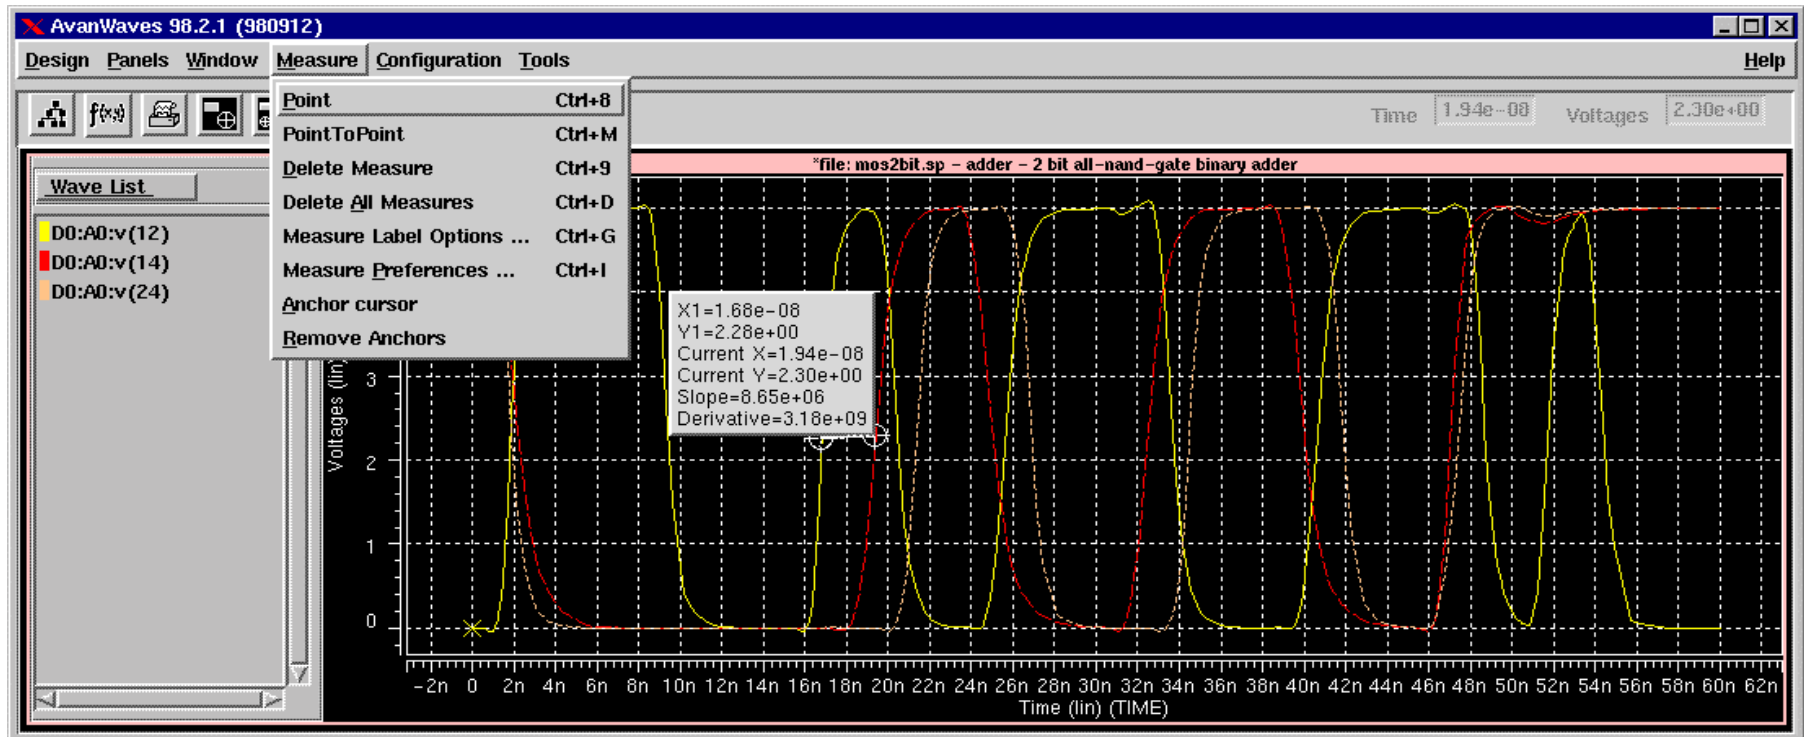 AvanWaves 98.2.1 (980912)
Design Panels Window Measure Configuration Tools Help
f(x,y)
Time 1.94e-08 Voltages 2.30e+00
Point Ctrl+8
PointToPoint Ctrl+M
Delete Measure Ctrl+9
Delete All Measures Ctrl+D
Measure Label Options ... Ctrl+G
Measure Preferences ... Ctrl+I
Anchor cursor
Remove Anchors
*file: mos2bit.sp - adder - 2 bit all-nand-gate binary adder
Wave List
D0:A0:v(12)
D0:A0:v(14)
D0:A0:v(24)
X1=1.68e-08
Y1=2.28e+00
Current X=1.94e-08
Current Y=2.30e+00
Slope=8.65e+06
Derivative=3.18e+09
Voltages (lin)
3
2
1
0
-2n 0 2n 4n 6n 8n 10n 12n 14n 16n 18n 20n 22n 24n 26n 28n 30n 32n 34n 36n 38n 40n 42n 44n 46n 48n 50n 52n 54n 56n 58n 60n 62n
Time (lin) (TIME)